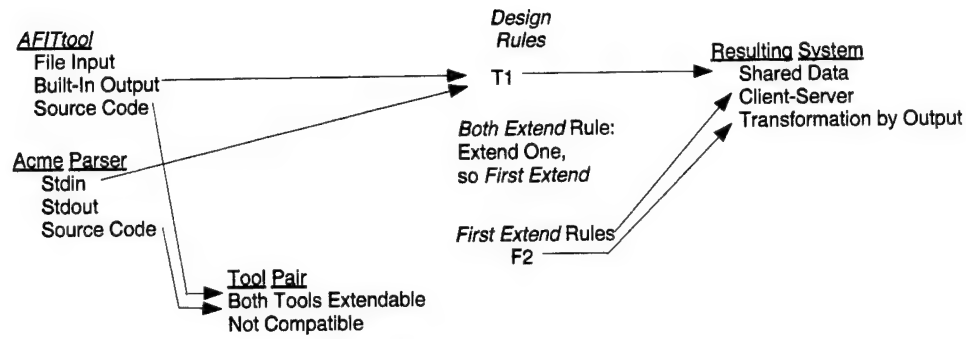 AFITtool
File Input
Built-In Output
Source Code
Acme Parser
Stdin
Stdout
Source Code
Tool Pair
Both Tools Extendable
Not Compatible
Design
Rules
T1
Both Extend Rule:
Extend One,
so First Extend
First Extend Rules
F2
Resulting System
Shared Data
Client-Server
Transformation by Output